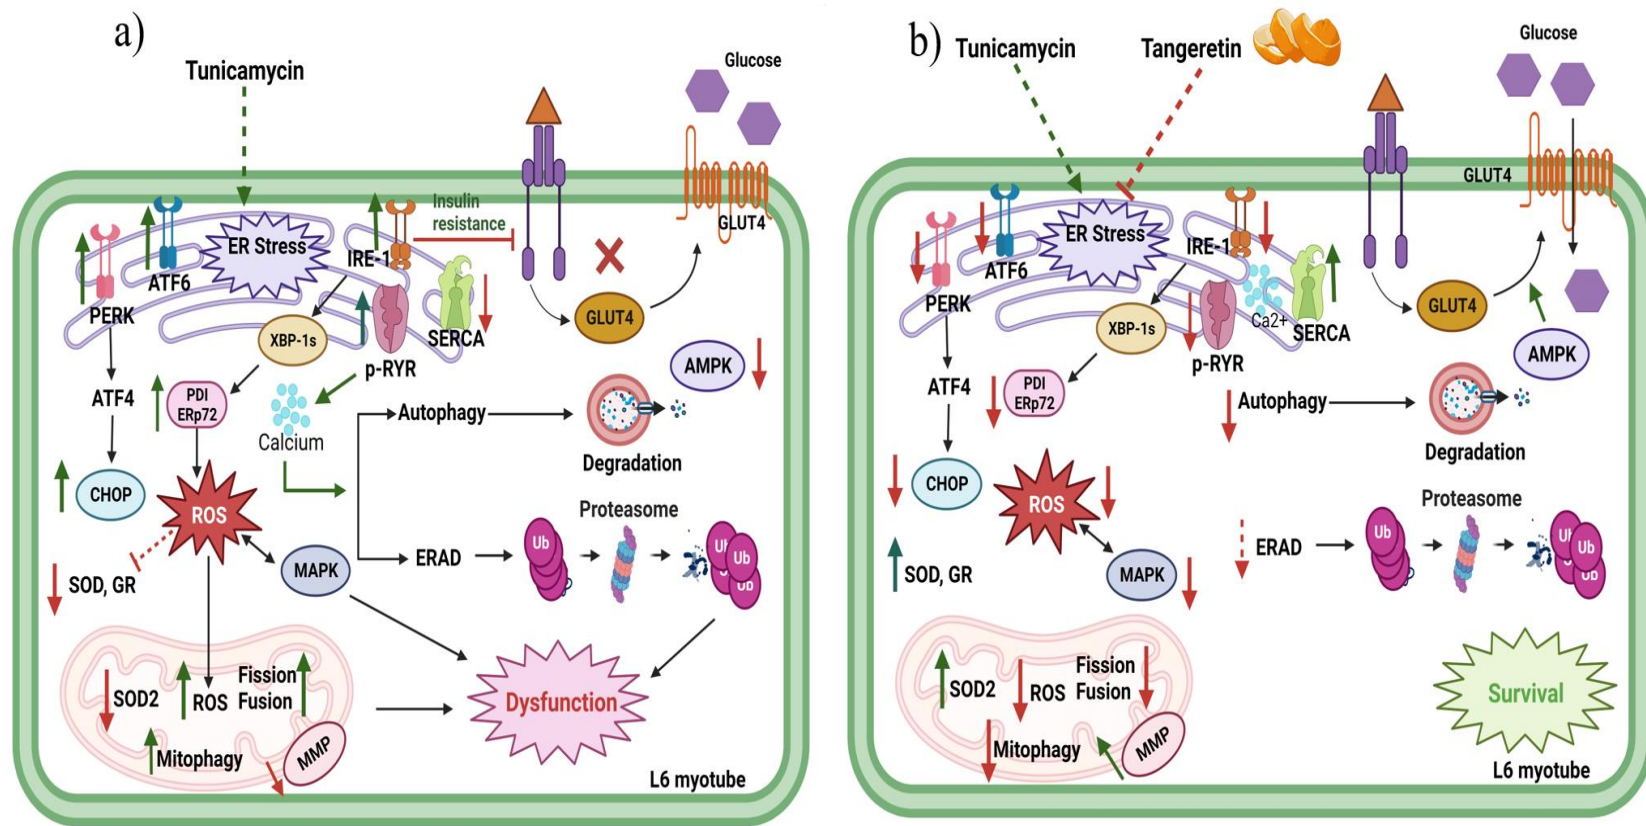 a)
Tunicamycin
Glucose
Insulin
resistance
GLUT4
ER Stress
IRE-1
ATF6
PERK
XBP-1s
SERCA
GLUT4
p-RYR
AMPK
ATF4
PDI
ERp72
Calcium
Autophagy
Degradation
CHOP
ROS
Proteasome
Ub
Ub
Ub
Ub
ERAD
MAPK
SOD, GR
SOD2
ROS
Fission
Fusion
Mitophagy
MMP
Dysfunction
L6 myotube
b)
Tunicamycin
Tangeretin
Glucose
GLUT4
ER Stress
IRE-1
ATF6
PERK
Ca2+
SERCA
XBP-1s
GLUT4
p-RYR
AMPK
ATF4
PDI
ERp72
Autophagy
Degradation
CHOP
ROS
Proteasome
Ub
Ub
Ub
ERAD
MAPK
SOD, GR
SOD2
ROS
Fission
Fusion
Mitophagy
MMP
Survival
L6 myotube